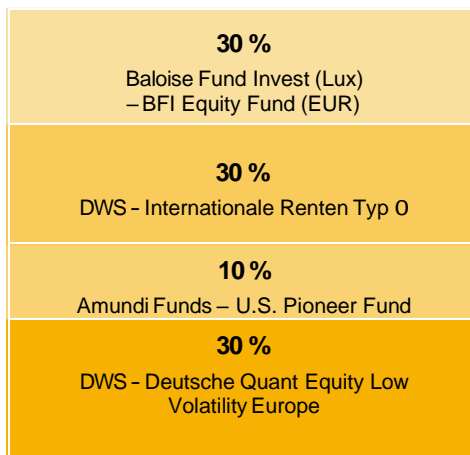 30 %
Baloise Fund Invest (Lux)
– BFI Equity Fund (EUR)
30 %
DWS – Internationale Renten Typ O
10 %
Amundi Funds – U.S. Pioneer Fund
30 %
DWS – Deutsche Quant Equity Low
Volatility Europe